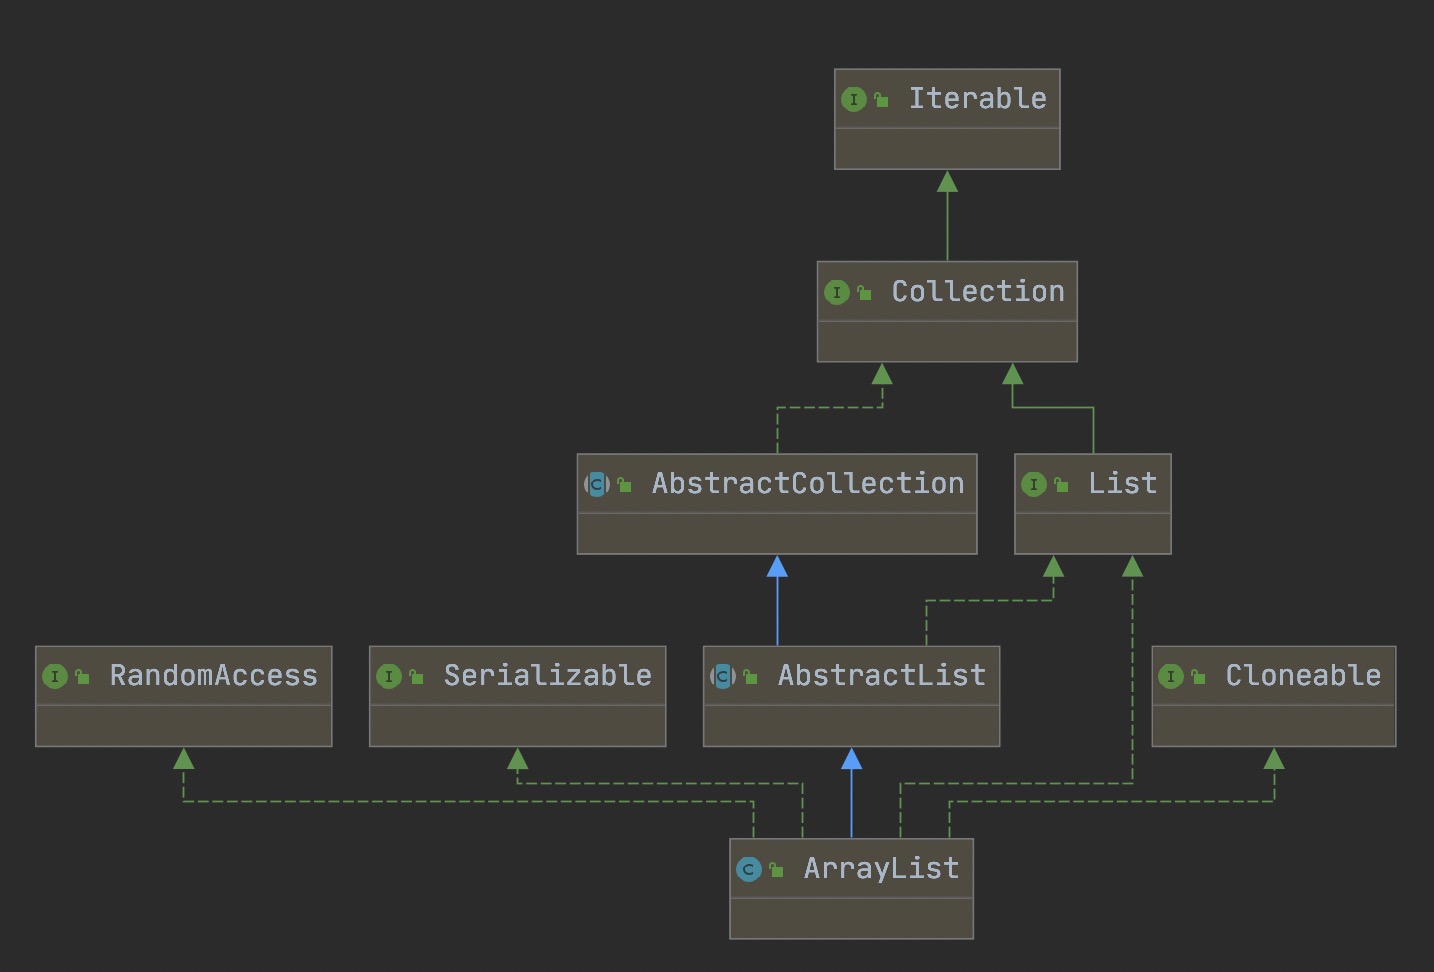 I Iterable
I Collection
C AbstractCollection
I List
I RandomAccess
I Serializable
C AbstractList
I Cloneable
C ArrayList